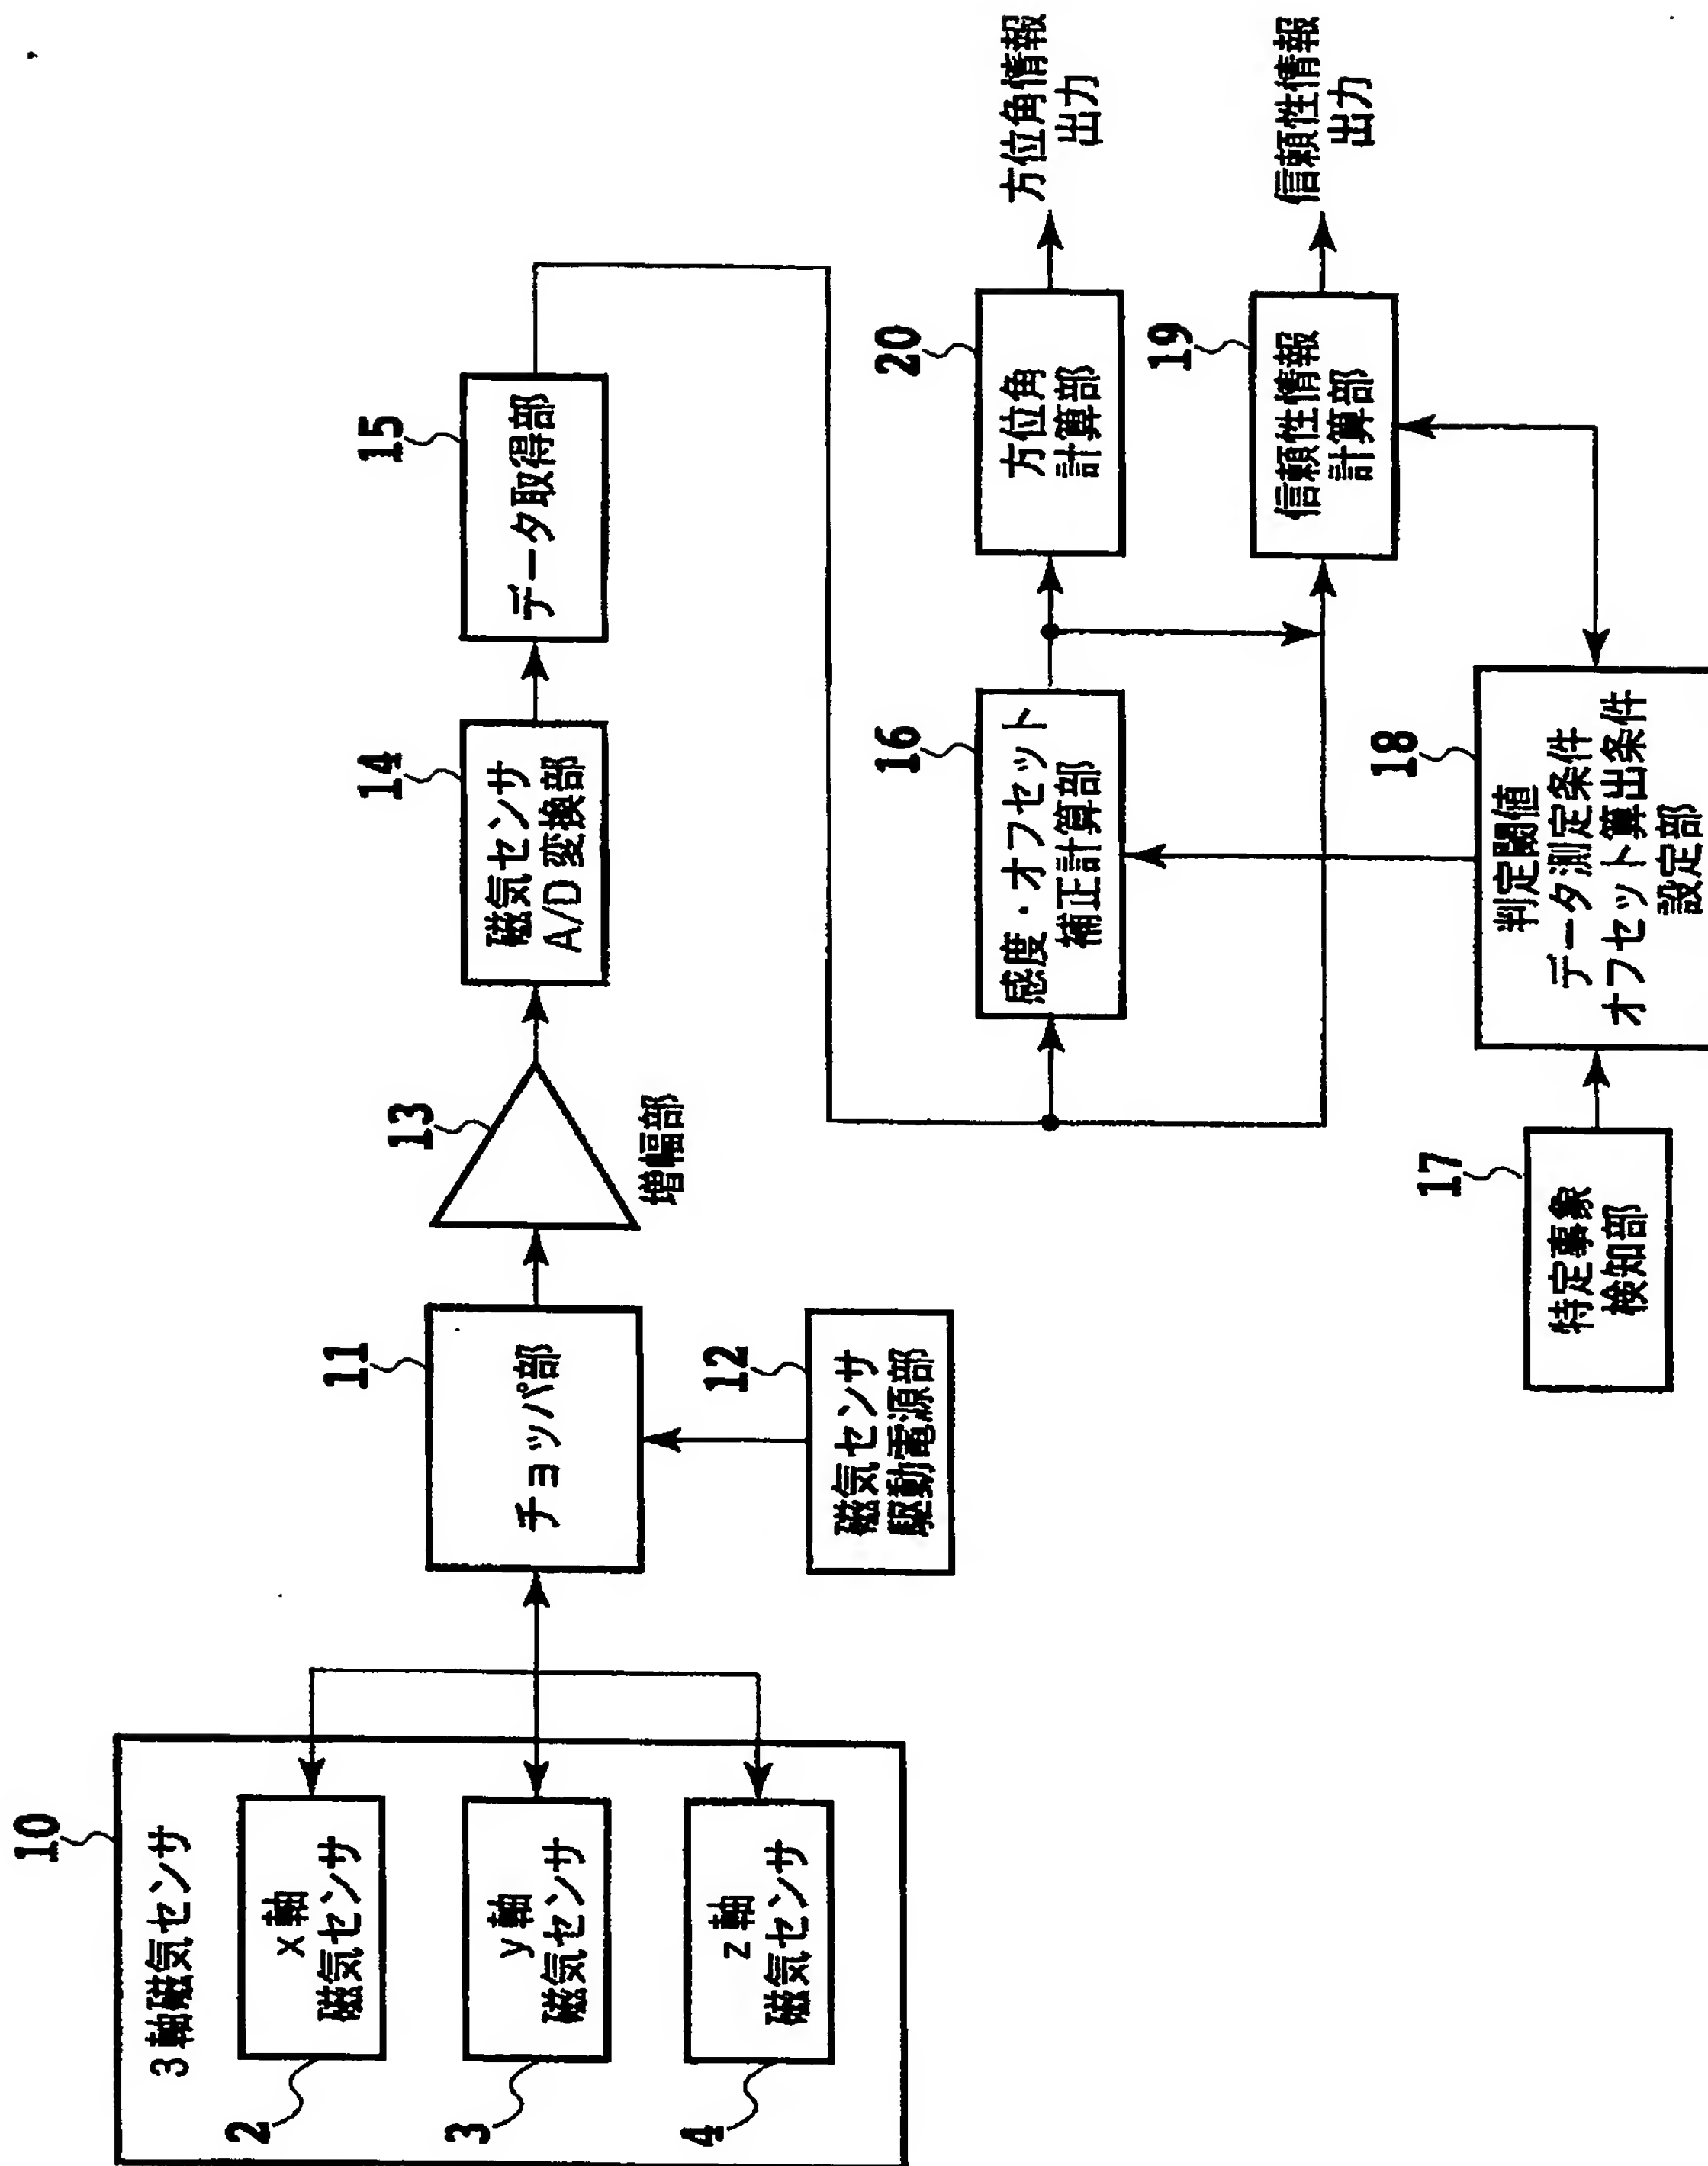 10
3軸磁気センサ
2
x軸
磁気センサ
3
y軸
磁気センサ
4
z軸
磁気センサ
11
チョッパ部
12
磁気センサ
駆動電源部
13
増幅部
14
磁気センサ
A/D変換部
15
データ取得部
16
感度・オフセット
補正計算部
20
方位角
計算部
方位角情報
出力
19
信頼性情報
計算部
信頼性情報
出力
17
特定事象
検知部
18
判定閾値
データ測定条件
オフセット算出条件
設定部